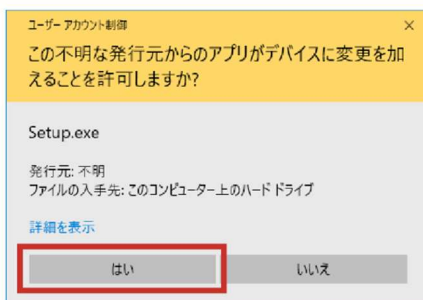 ユーザー アカウント制御
この不明な発行元からのアプリがデバイスに変更を加
えることを許可しますか?
Setup.exe
発行元: 不明
ファイルの入手先: このコンピューター上のハード ドライブ
詳細を表示
はい
いいえ